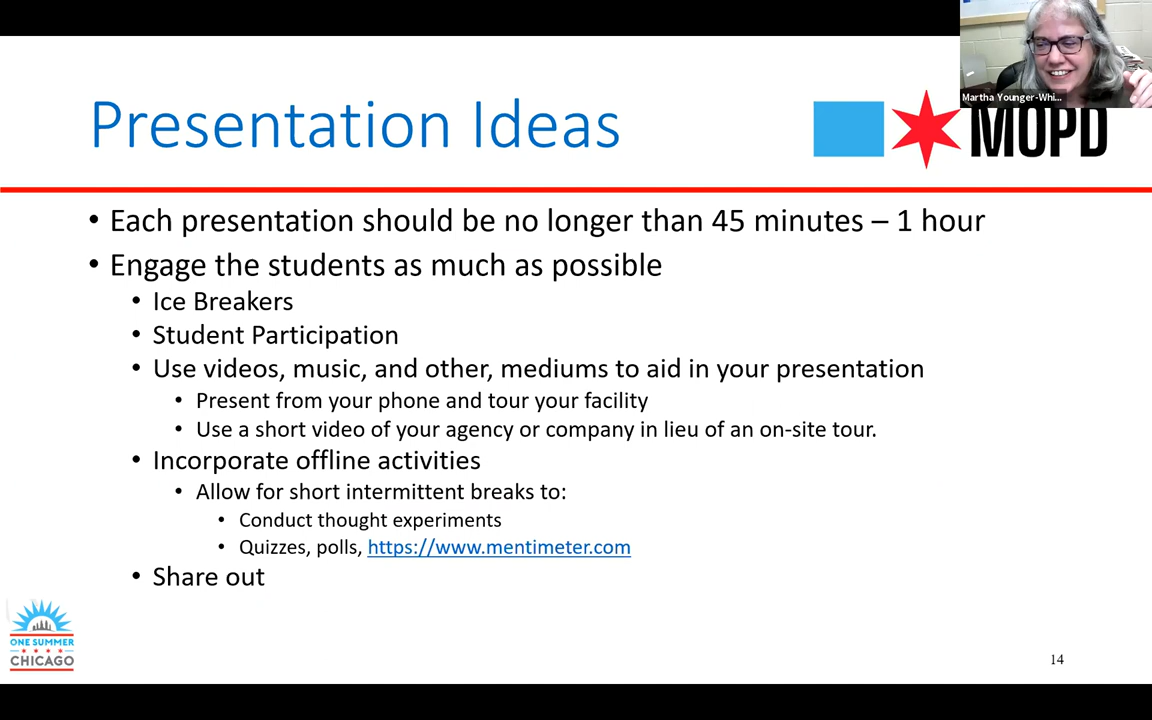 Martha Younger-Whi...
Presentation Ideas
MOPD
• Each presentation should be no longer than 45 minutes – 1 hour
• Engage the students as much as possible
• Ice Breakers
• Student Participation
• Use videos, music, and other, mediums to aid in your presentation
• Present from your phone and tour your facility
• Use a short video of your agency or company in lieu of an on-site tour.
• Incorporate offline activities
• Allow for short intermittent breaks to:
• Conduct thought experiments
• Quizzes, polls, https://www.mentimeter.com
• Share out
ONE SUMMER
CHICAGO
14